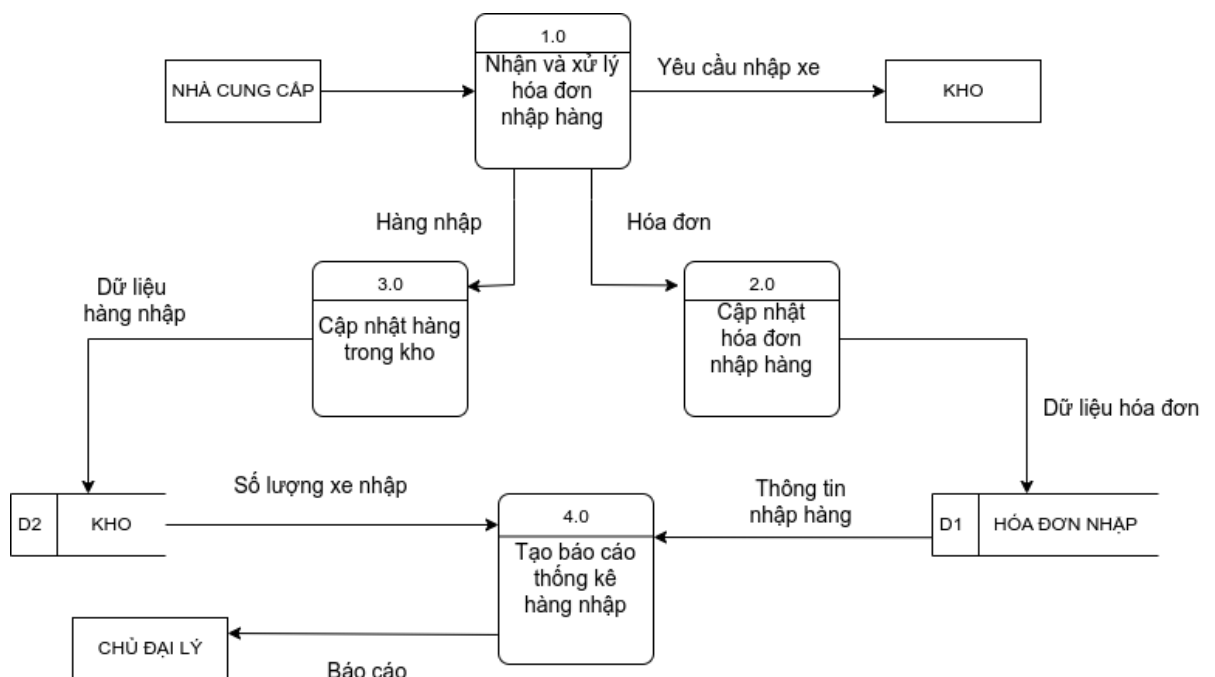 1.0
Nhận và xử lý
hóa đơn
nhập hàng
NHÀ CUNG CẤP
Yêu cầu nhập xe
KHO
Hàng nhập
Hóa đơn
3.0
Cập nhật hàng
trong kho
2.0
Cập nhật
hóa đơn
nhập hàng
Dữ liệu
hàng nhập
Dữ liệu hóa đơn
D2
KHO
Số lượng xe nhập
4.0
Tạo báo cáo
thống kê
hàng nhập
Thông tin
nhập hàng
D1
HÓA ĐƠN NHẬP
CHỦ ĐẠI LÝ
Báo cáo